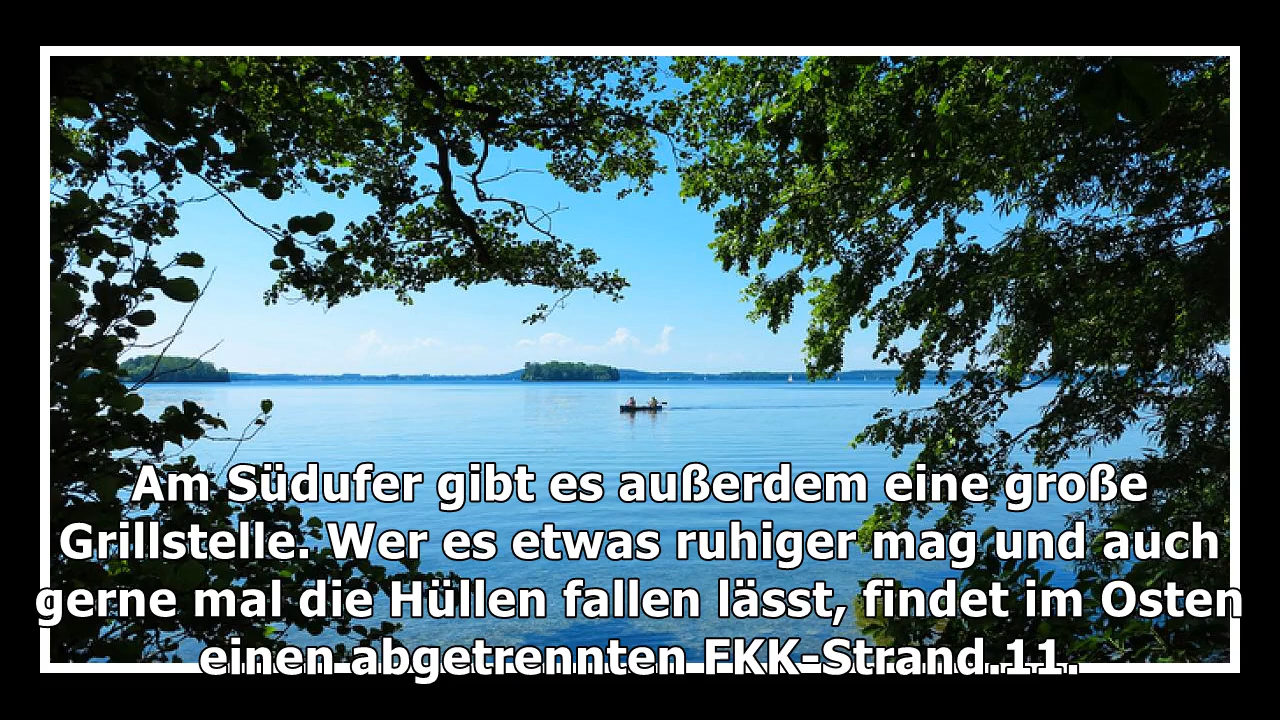 Am Südufer gibt es außerdem eine große
Grillstelle. Wer es etwas ruhiger mag und auch
gerne mal die Hüllen fallen lässt, findet im Osten
einen abgetrennten FKK-Strand.11.